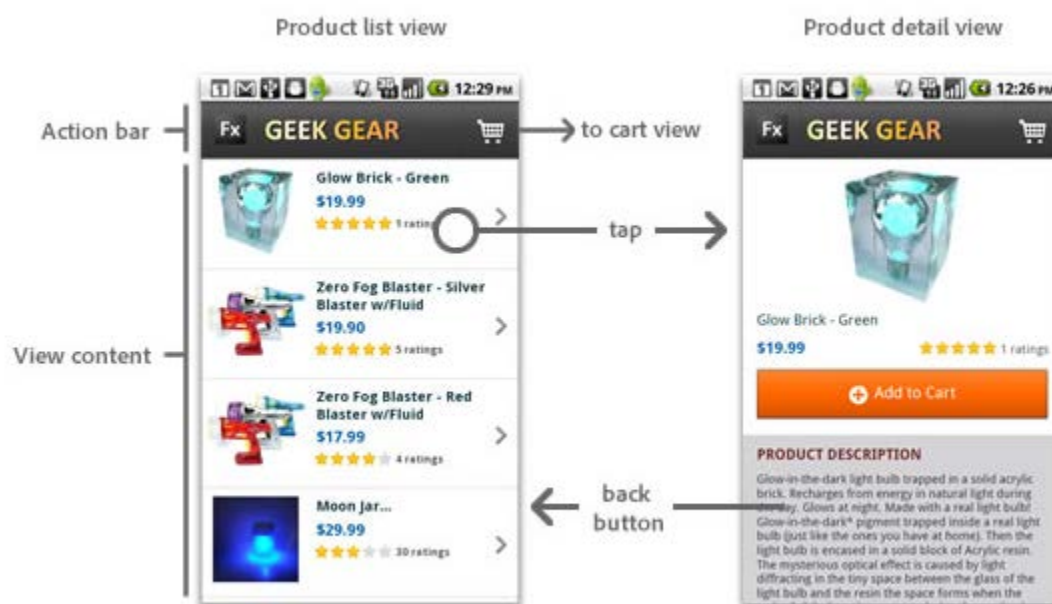 Product list view
Product detail view
12:29 PM
12:26 PM
Action bar
Fx GEEK GEAR
to cart view
Fx GEEK GEAR
View content
Glow Brick - Green
$19.99
1 rating
tap
Zero Fog Blaster - Silver
Blaster w/Fluid
$19.90
5 ratings
Zero Fog Blaster - Red
Blaster w/Fluid
$17.99
4 ratings
Moon Jar...
$29.99
30 ratings
back
button
Glow Brick - Green
$19.99
1 ratings
Add to Cart
PRODUCT DESCRIPTION
Glow-in-the-dark light bulb trapped in a solid acrylic
brick. Recharges from energy in natural light during
day. Glows at night. Made with a real light bulb!
Glow-in-the-dark* pigment trapped inside a real light
bulb (just like the ones you have at home). Then the
light bulb is encased in a solid block of Acrylic resin.
The mysterious optical effect is caused by light
diffracting in the tiny space between the glass of the
light bulb and the resin the space forms when the